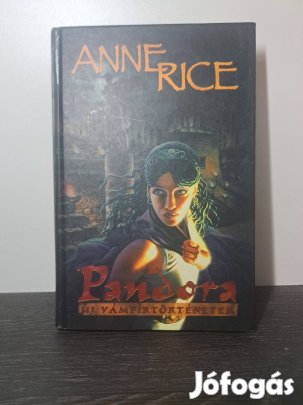 ANNE
RICE
Pandora
ÚJ VÁMPÍRTÖRTÉNETEK
Jófogás